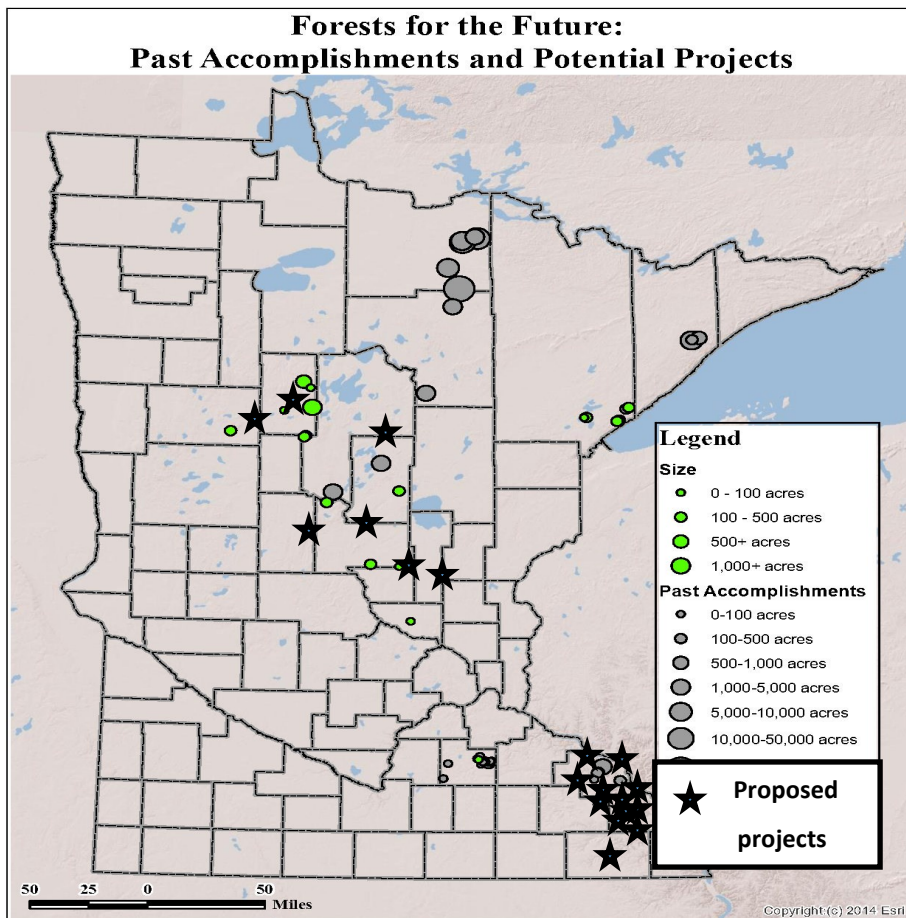 Forests for the Future:
Past Accomplishments and Potential Projects
Legend
Size
0 - 100 acres
100 - 500 acres
500+ acres
1,000+ acres
Past Accomplishments
0-100 acres
100-500 acres
500-1,000 acres
1,000-5,000 acres
5,000-10,000 acres
10,000-50,000 acres
Proposed
projects
50 25 0 50
Miles
Copyright:(c) 2014 Esri